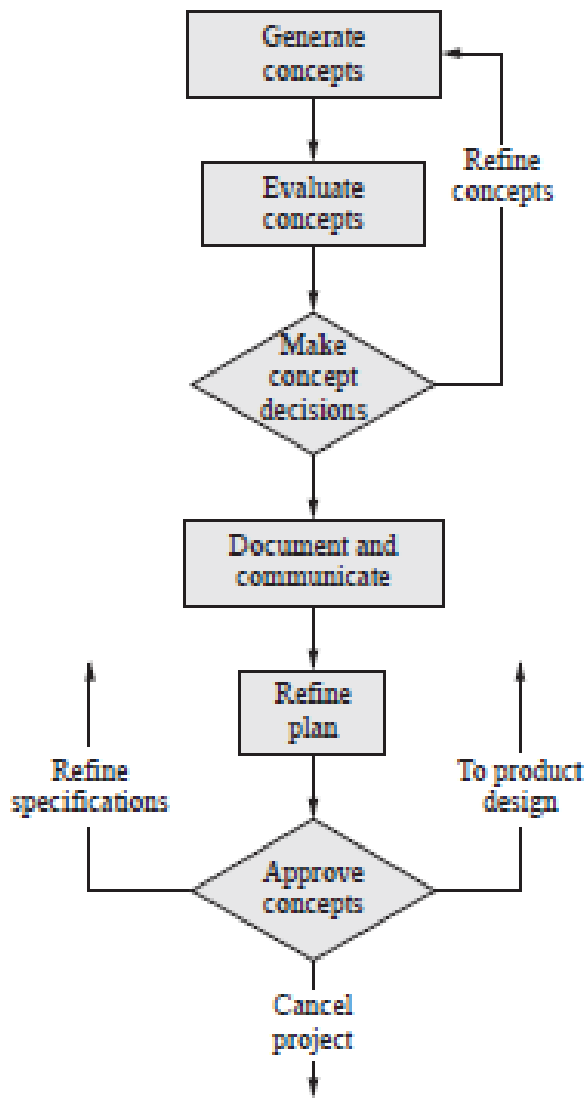 Generate
concepts
Refine
concepts
Evaluate
concepts
Make
concept
decisions
Document and
communicate
Refine
plan
Refine
specifications
To product
design
Approve
concepts
Cancel
project